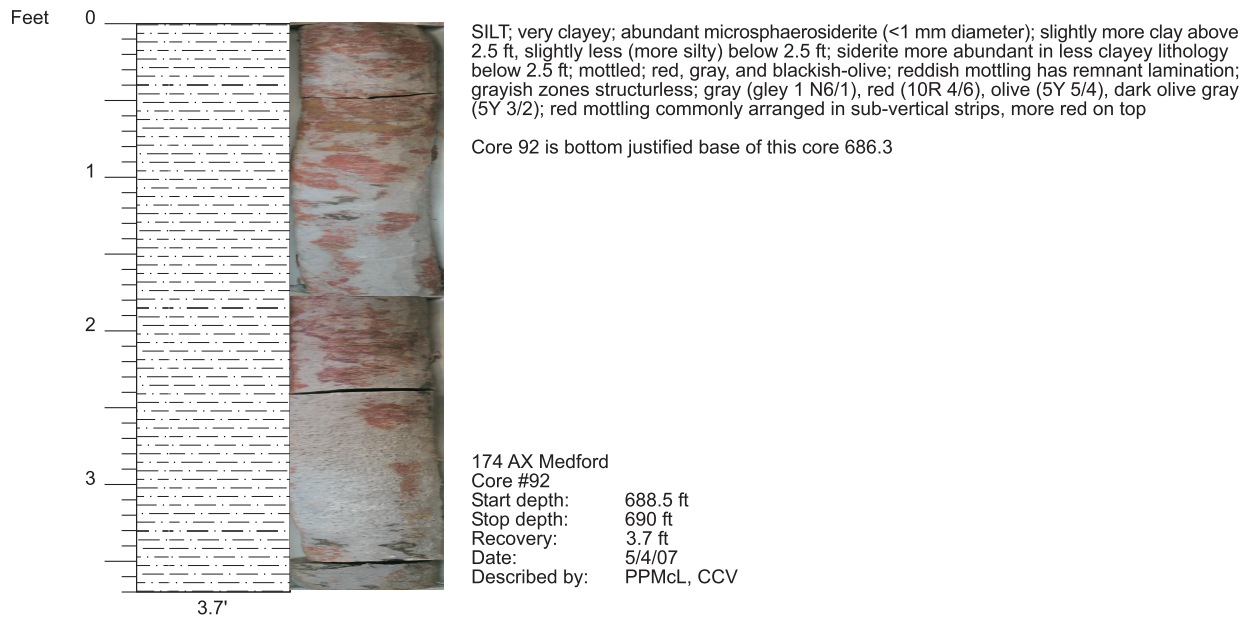 Feet
0
1
2
3
3.7'
SILT; very clayey; abundant microsphaerosiderite (<1 mm diameter); slightly more clay above
2.5 ft, slightly less (more silty) below 2.5 ft; siderite more abundant in less clayey lithology
below 2.5 ft; mottled; red, gray, and blackish-olive; reddish mottling has remnant lamination;
grayish zones structurless; gray (gley 1 N6/1), red (10R 4/6), olive (5Y 5/4), dark olive gray
(5Y 3/2); red mottling commonly arranged in sub-vertical strips, more red on top
Core 92 is bottom justified base of this core 686.3
174 AX Medford
Core #92
Start depth: 688.5 ft
Stop depth: 690 ft
Recovery: 3.7 ft
Date: 5/4/07
Described by: PPMcL, CCV